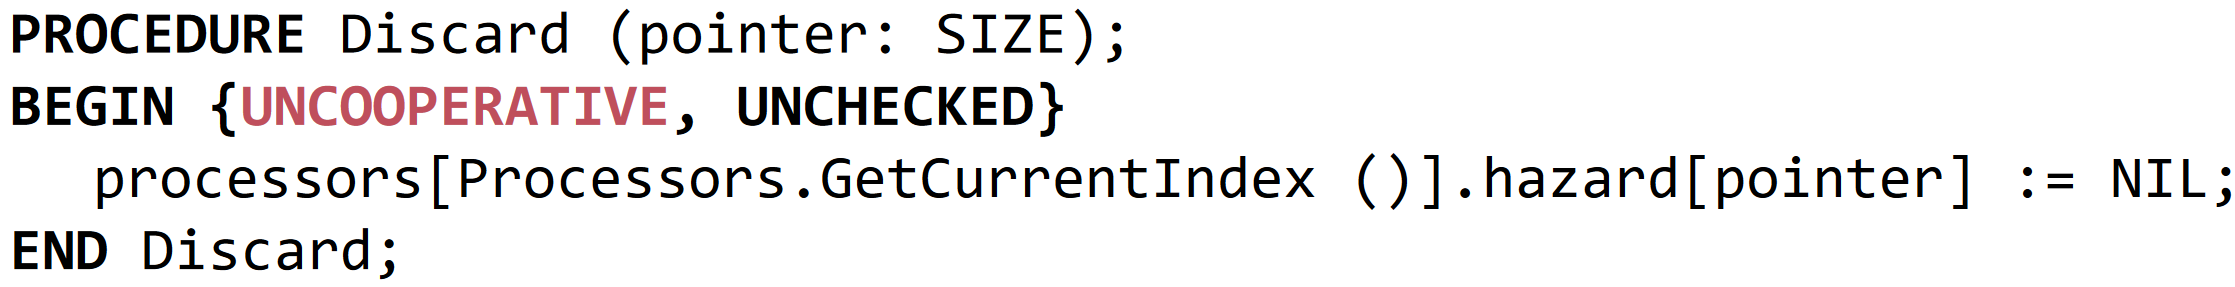 PROCEDURE Discard (pointer: SIZE);
BEGIN {UNCOOPERATIVE, UNCHECKED}
  processors[Processors.GetCurrentIndex ()].hazard[pointer] := NIL;
END Discard;